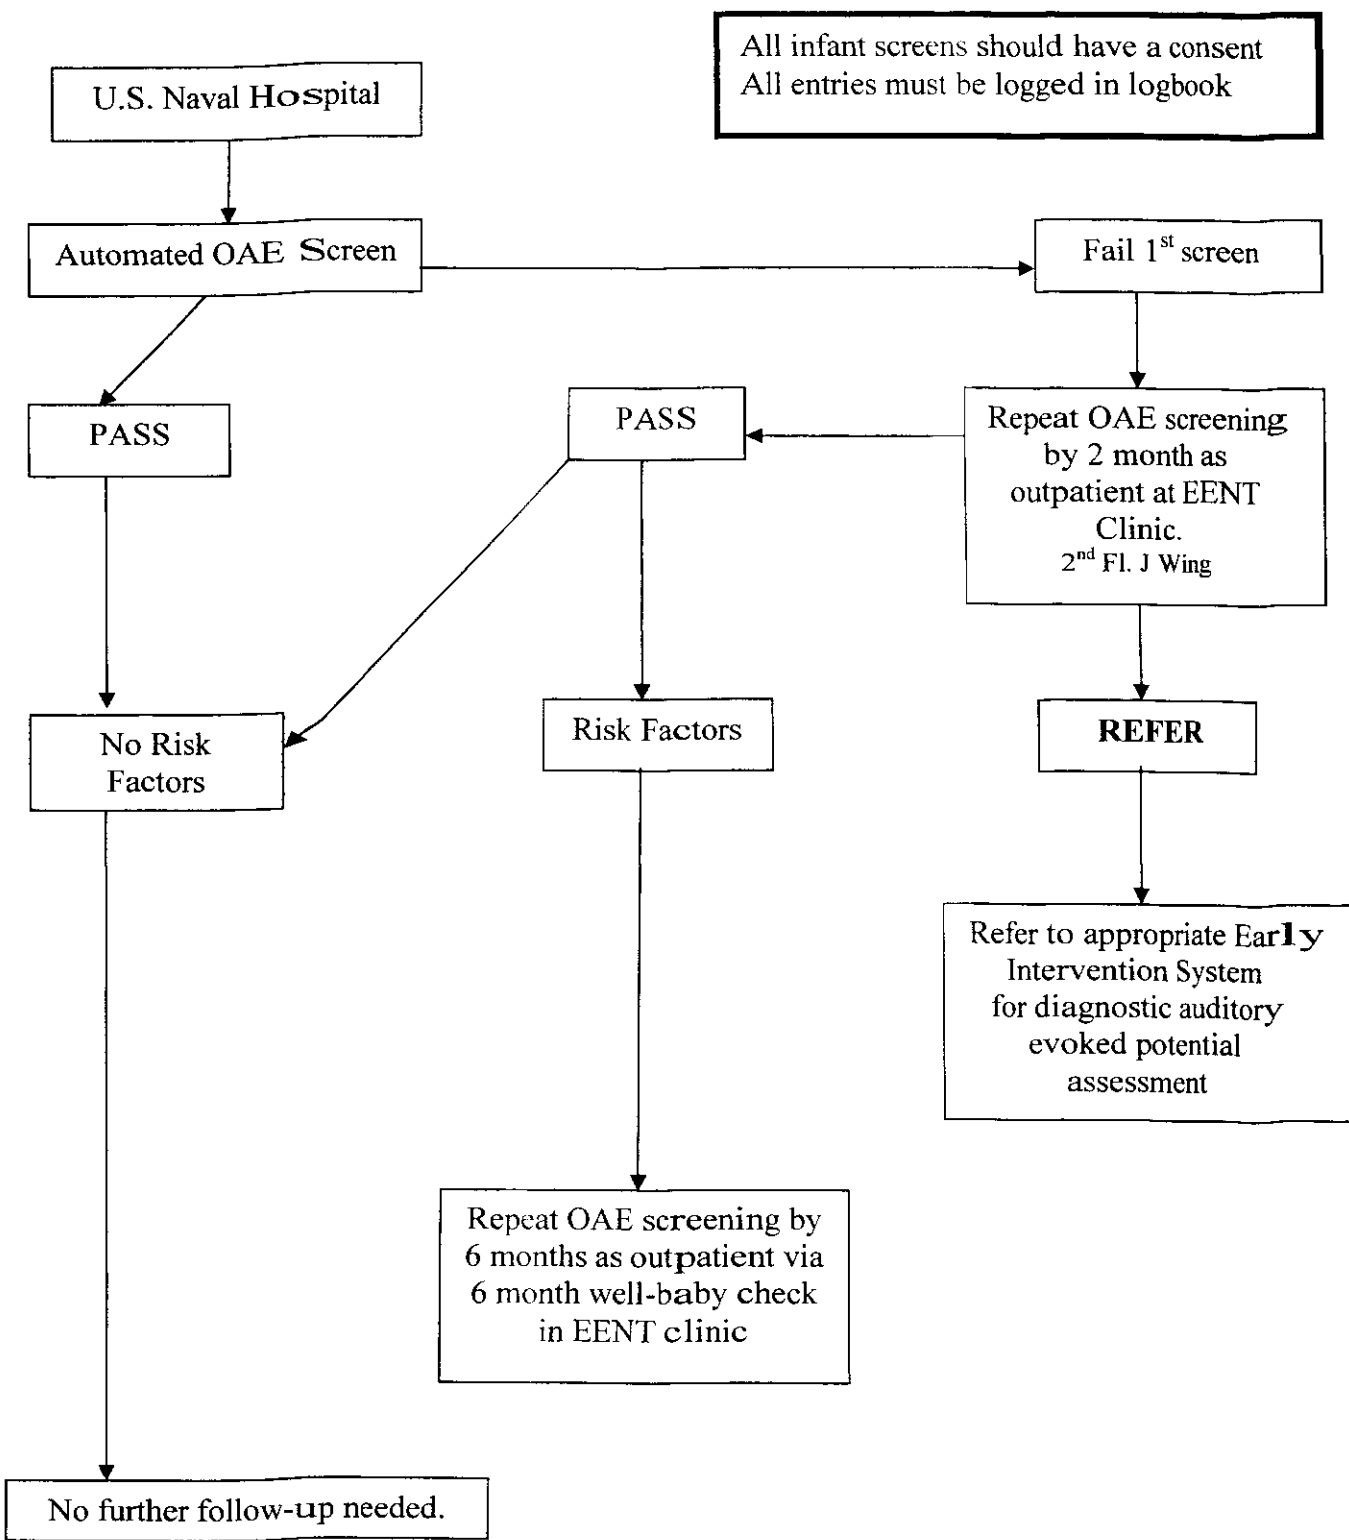 All infant screens should have a consent
All entries must be logged in logbook
U.S. Naval Hospital
Automated OAE Screen
Fail 1st screen
PASS
PASS
Repeat OAE screening
by 2 month as
outpatient at EENT
Clinic.
2nd Fl. J Wing
No Risk
Factors
Risk Factors
REFER
Refer to appropriate Early
Intervention System
for diagnostic auditory
evoked potential
assessment
Repeat OAE screening by
6 months as outpatient via
6 month well-baby check
in EENT clinic
No further follow-up needed.